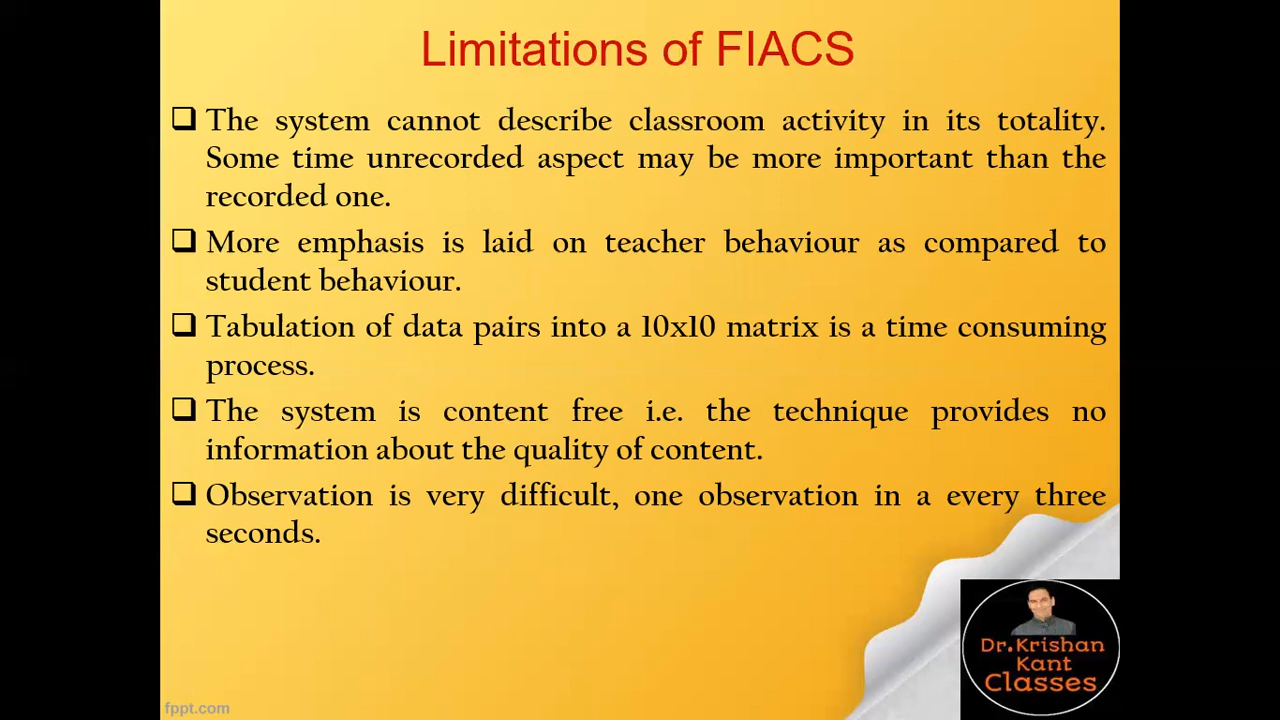 Limitations of FIACS
The system cannot describe classroom activity in its totality.
Some time unrecorded aspect may be more important than the
recorded one.
More emphasis is laid on teacher behaviour as compared to
student behaviour.
Tabulation of data pairs into a 10x10 matrix is a time consuming
process.
The system is content free i.e. the technique provides no
information about the quality of content.
Observation is very difficult, one observation in a every three
seconds.
Dr.Krishan
Kant
Classes
fppt.com